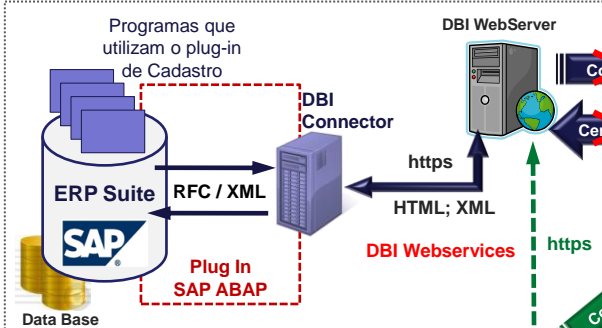 Programas que
utilizam o plug-in
de Cadastro
DBI WebServer
DBI
Connector
https
ERP Suite
RFC / XML
HTML; XML
SAP
DBI Webservices
https
Plug In
SAP ABAP
Data Base